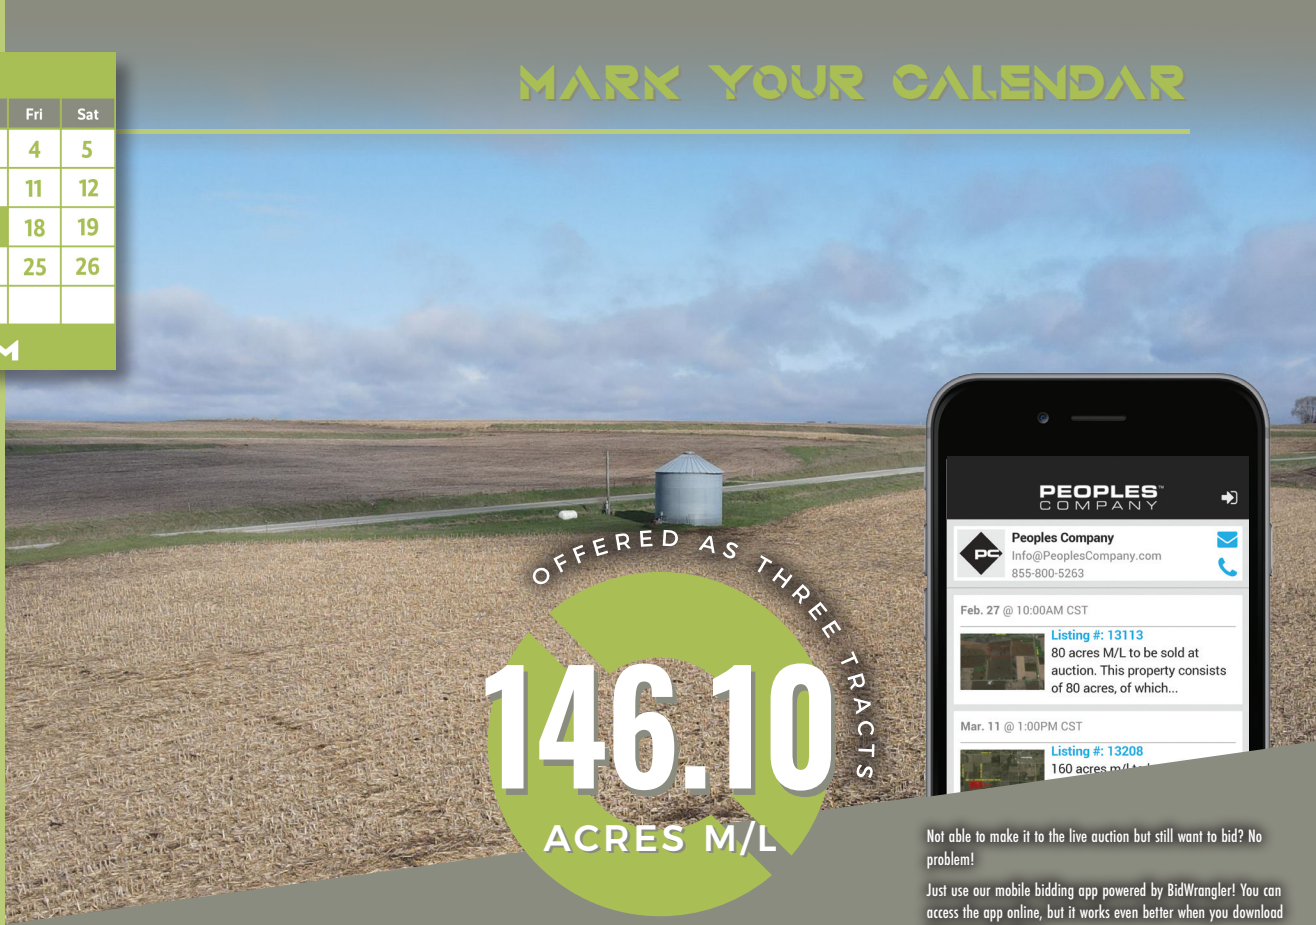 MARK YOUR CALENDAR
Fri Sat
4 5
11 12
18 19
25 26
M
OFFERED AS THREE TRACTS
146.10
ACRES M/L
PEOPLES™
COMPANY
PC
Peoples Company
Info@PeoplesCompany.com
855-800-5263
Feb. 27 @ 10:00AM CST
Listing #: 13113
80 acres M/L to be sold at
auction. This property consists
of 80 acres, of which...
Mar. 11 @ 1:00PM CST
Listing #: 13208
160 acres m/l
Not able to make it to the live auction but still want to bid? No
problem!
Just use our mobile bidding app powered by BidWrangler! You can
access the app online, but it works even better when you download